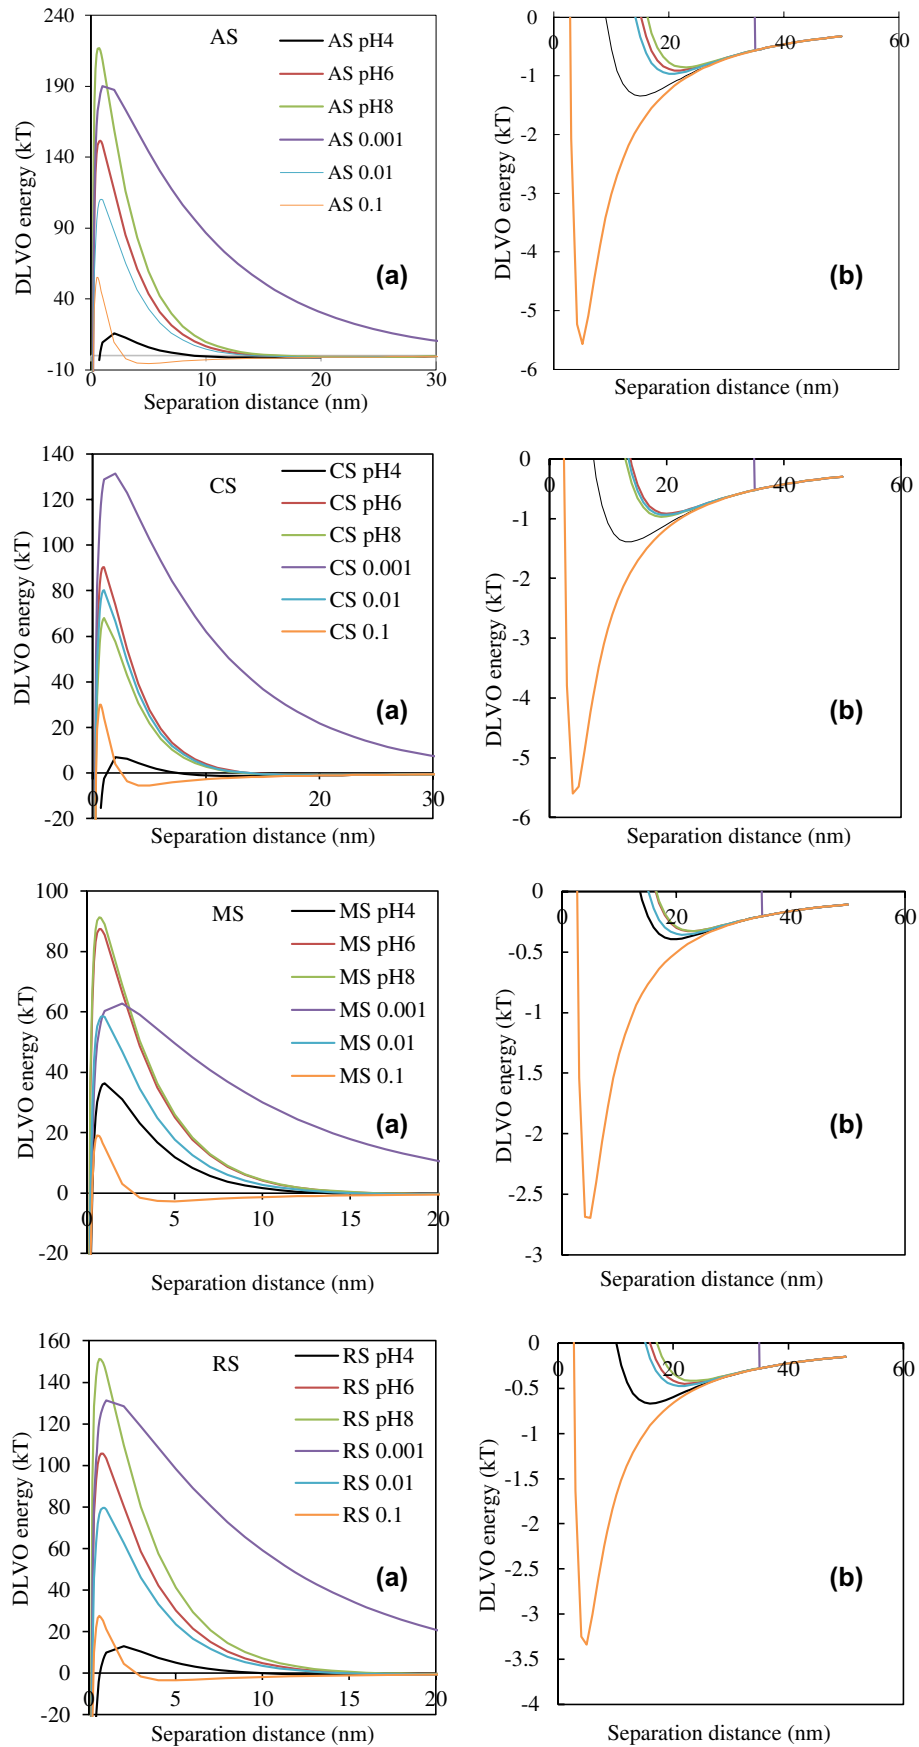 AS
DLVO energy (kT)
240
190
140
90
40
-10
0
10
20
30
Separation distance (nm)
AS pH4
AS pH6
AS pH8
AS 0.001
AS 0.01
AS 0.1
(a)
DLVO energy (kT)
0
-1
-2
-3
-4
-5
-6
0
20
40
60
Separation distance (nm)
(b)
CS
DLVO energy (kT)
140
120
100
80
60
40
20
0
-20
0
10
20
30
Separation distance (nm)
CS pH4
CS pH6
CS pH8
CS 0.001
CS 0.01
CS 0.1
(a)
DLVO energy (kT)
0
-1
-2
-3
-4
-5
-6
0
20
40
60
Separation distance (nm)
(b)
MS
DLVO energy (kT)
100
80
60
40
20
0
-20
0
5
10
15
20
Separation distance (nm)
MS pH4
MS pH6
MS pH8
MS 0.001
MS 0.01
MS 0.1
(a)
DLVO energy (kT)
0
-0.5
-1
-1.5
-2
-2.5
-3
0
20
40
60
Separation distance (nm)
(b)
RS
DLVO energy (kT)
160
140
120
100
80
60
40
20
0
-20
0
5
10
15
20
Separation distance (nm)
RS pH4
RS pH6
RS pH8
RS 0.001
RS 0.01
RS 0.1
(a)
DLVO energy (kT)
0
-0.5
-1
-1.5
-2
-2.5
-3
-3.5
-4
0
20
40
60
Separation distance (nm)
(b)